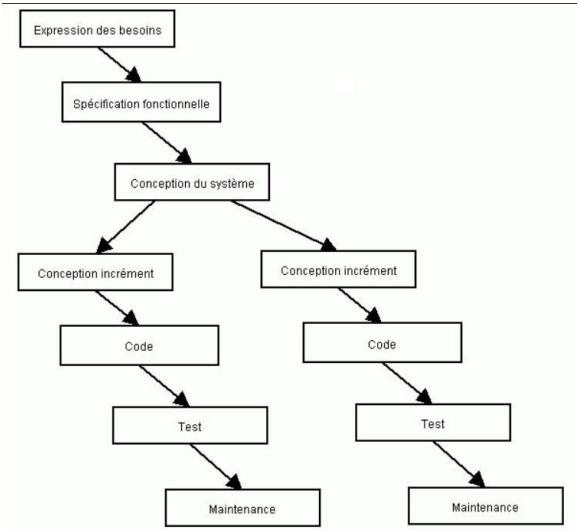 Expression des besoins
Spécification fonctionnelle
Conception du système
Conception incrément
Conception incrément
Code
Code
Test
Test
Maintenance
Maintenance